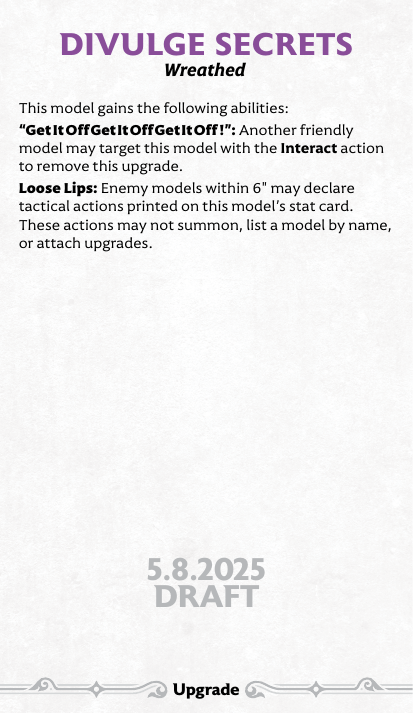 DIVULGE SECRETS
Wreathed
This model gains the following abilities:
“GetItOffGetItOffGetItOff!”: Another friendly
model may target this model with the Interact action
to remove this upgrade.
Loose Lips: Enemy models within 6" may declare
tactical actions printed on this model’s stat card.
These actions may not summon, list a model by name,
or attach upgrades.
5.8.2025
DRAFT
Upgrade